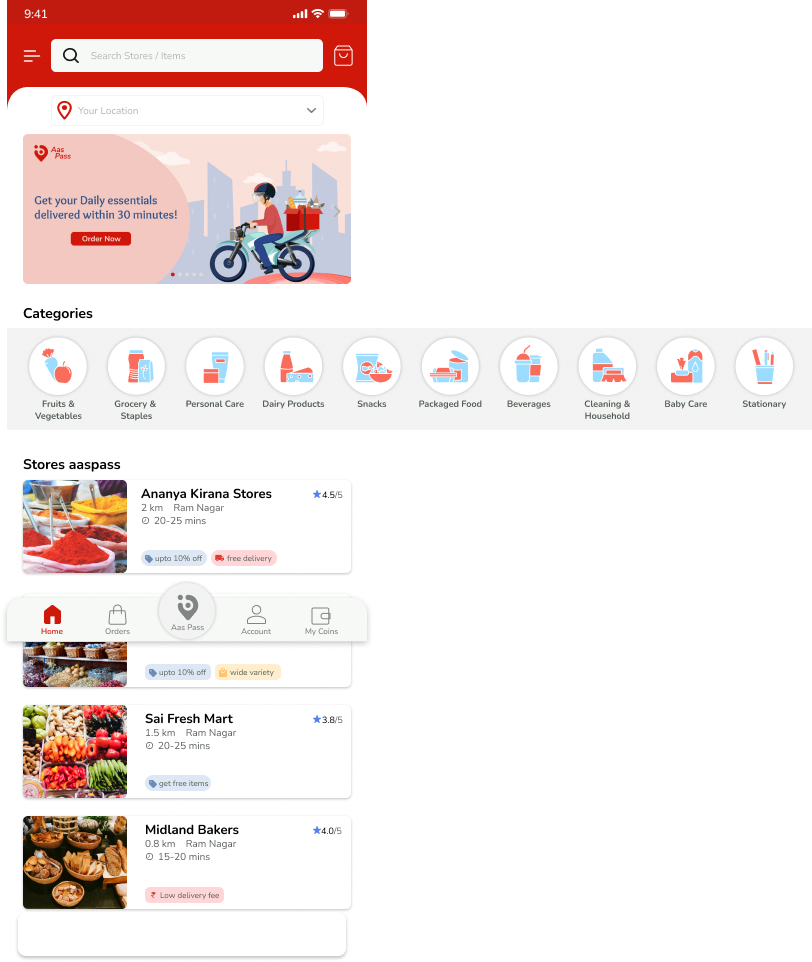 9:41
Search Stores / Items
Your Location
Aas
Pass
Get your Daily essentials
delivered within 30 minutes!
Order Now
Categories
Fruits &
Vegetables
Grocery &
Staples
Personal Care
Dairy Products
Snacks
Packaged Food
Beverages
Cleaning &
Household
Baby Care
Stationary
Stores aaspass
Ananya Kirana Stores
4.5/5
2 km Ram Nagar
20-25 mins
upto 10% off
free delivery
Home
Orders
Aas Pass
Account
My Coins
upto 10% off
wide variety
Sai Fresh Mart
3.8/5
1.5 km Ram Nagar
20-25 mins
get free items
Midland Bakers
4.0/5
0.8 km Ram Nagar
15-20 mins
₹ Low delivery fee